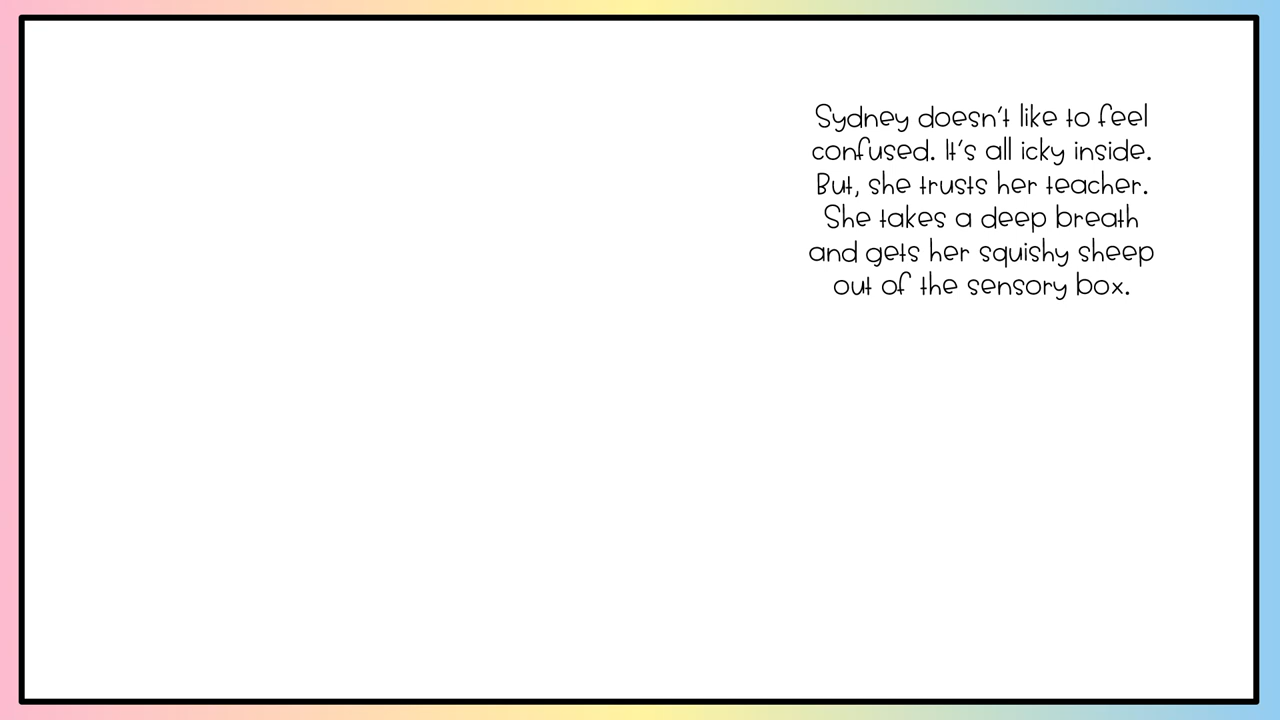 Sydney doesn't like to feel
confused. It's all icky inside.
But, she trusts her teacher.
She takes a deep breath
and gets her squishy sheep
out of the sensory box.